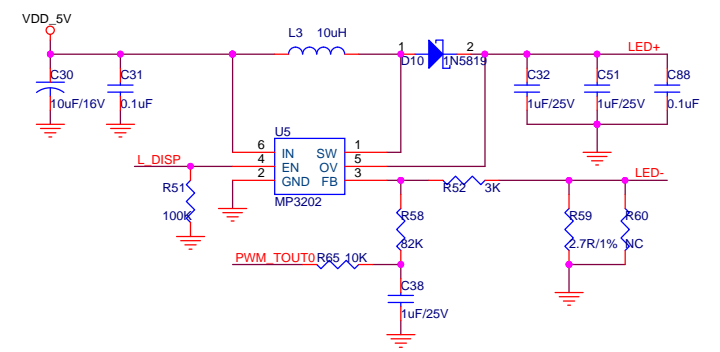 VDD_5V
L3 10uH
1 2
D10 1N5819
LED+
C30
10uF/16V
C31
0.1uF
C32
1uF/25V
C51
1uF/25V
C88
0.1uF
U5
6 IN SW 1
4 EN OV 5
2 GND FB 3
MP3202
L_DISP
R51
100K
R52 3K
LED-
R58
82K
R59
2.7R/1%
R60
NC
PWM_TOUT0 R65 10K
C38
1uF/25V